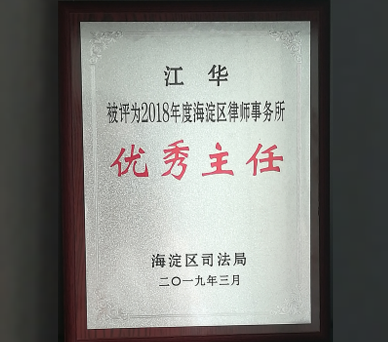 江 华
被评为2018年度海淀区律师事务所
优秀主任
海淀区司法局
二〇一九年三月